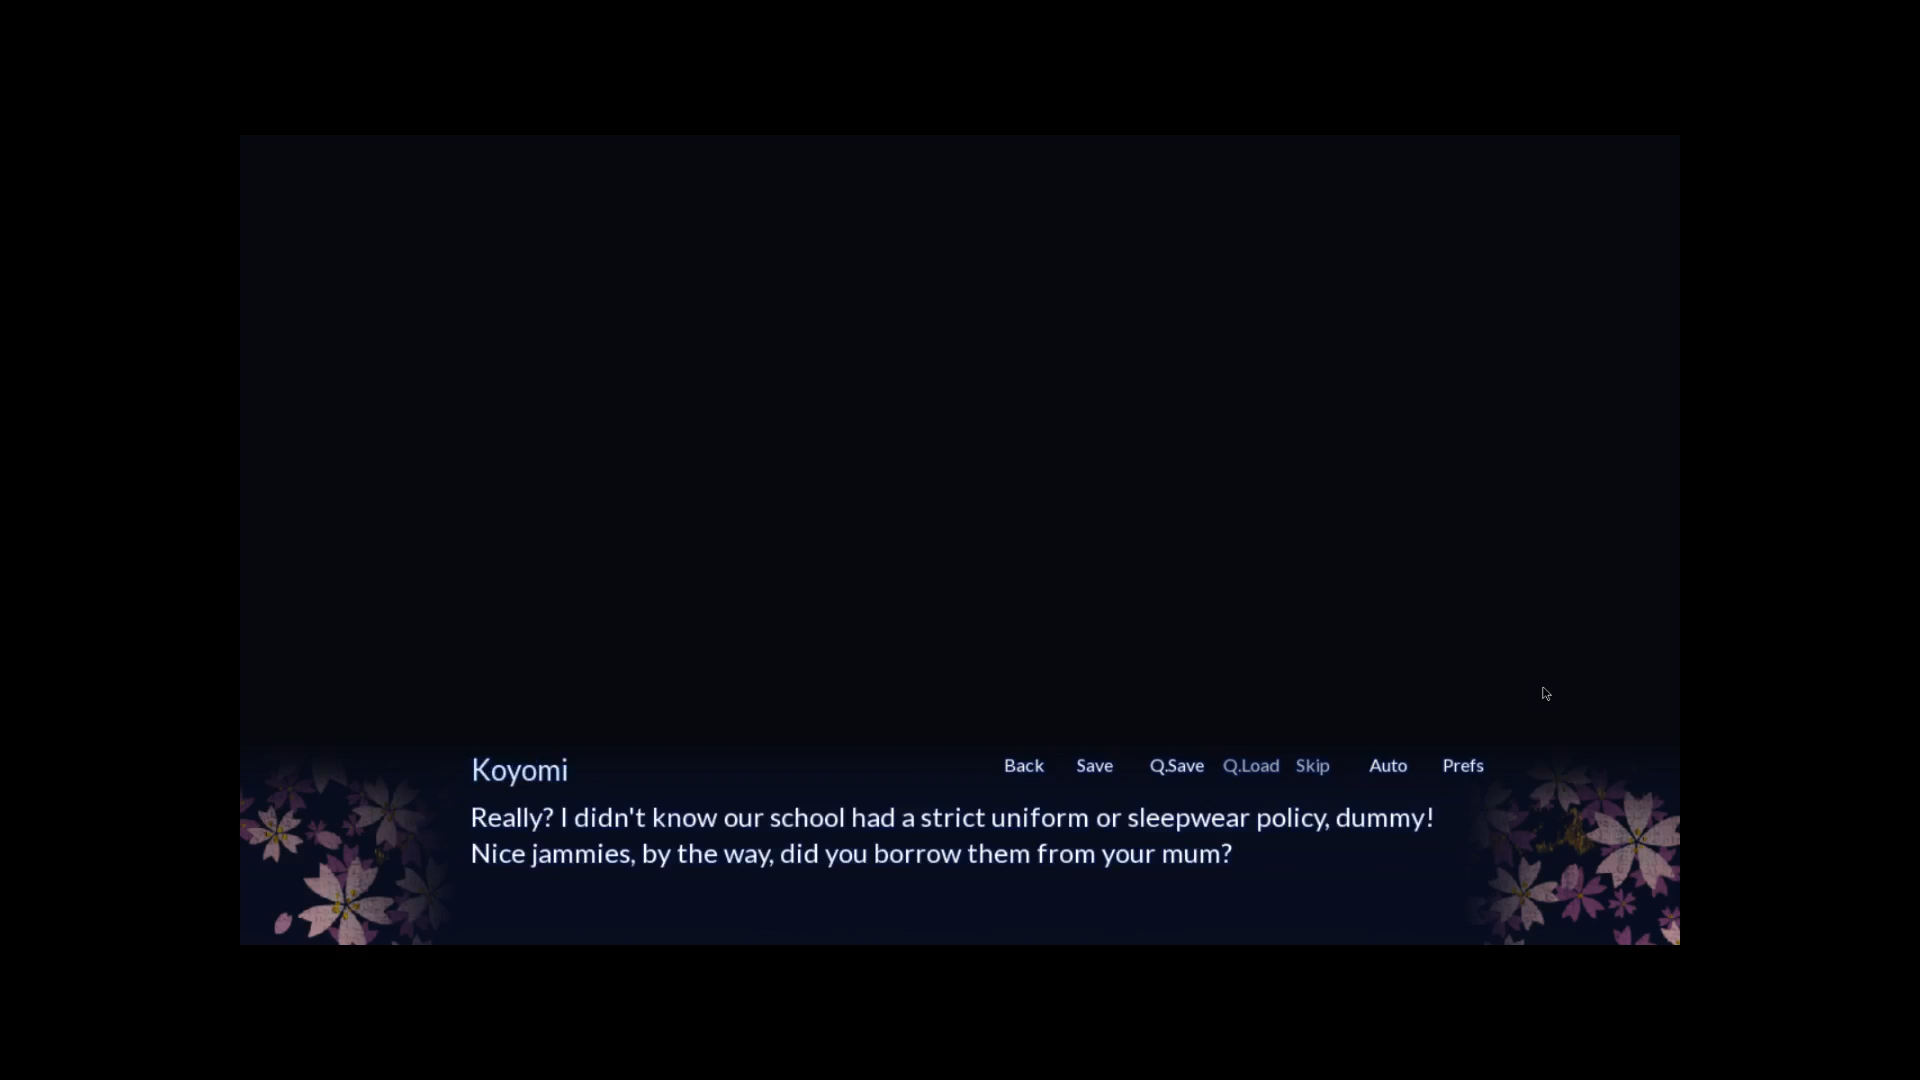 Koyomi
Back Save Q.Save Q.Load Skip Auto Prefs
Really? I didn't know our school had a strict uniform or sleepwear policy, dummy!
Nice jammies, by the way, did you borrow them from your mum?